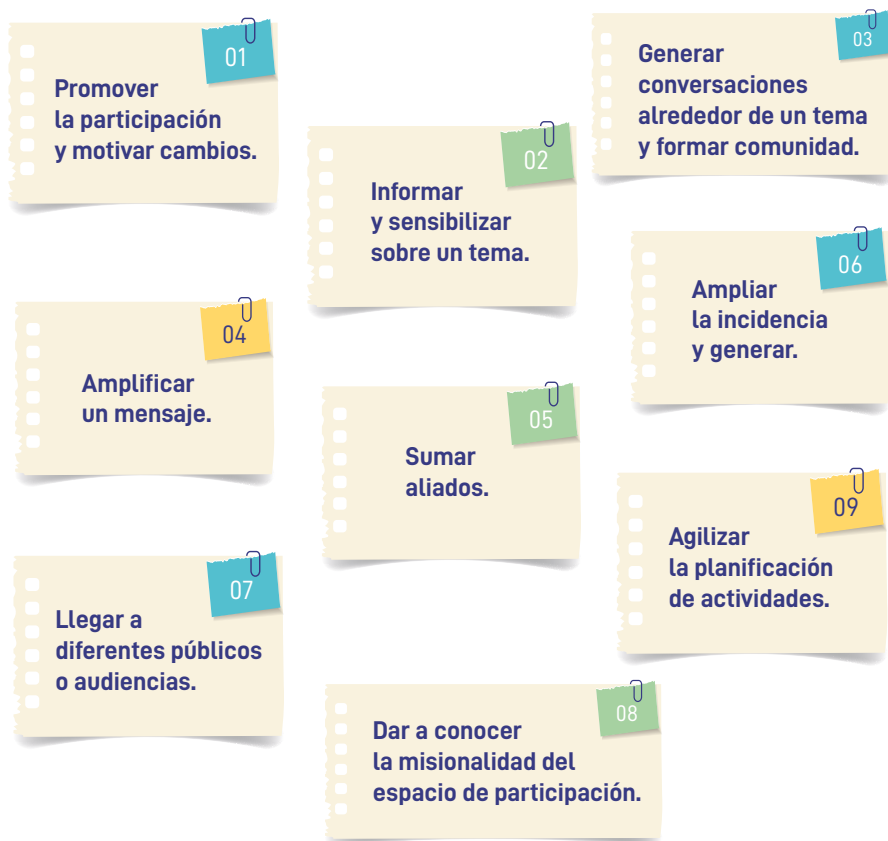 01
Promover
la participación
y motivar cambios.
02
Informar
y sensibilizar
sobre un tema.
03
Generar
conversaciones
alrededor de un tema
y formar comunidad.
04
Amplificar
un mensaje.
05
Sumar
aliados.
06
Ampliar
la incidencia
y generar.
07
Llegar a
diferentes públicos
o audiencias.
08
Dar a conocer
la misionalidad del
espacio de participación.
09
Agilizar
la planificación
de actividades.